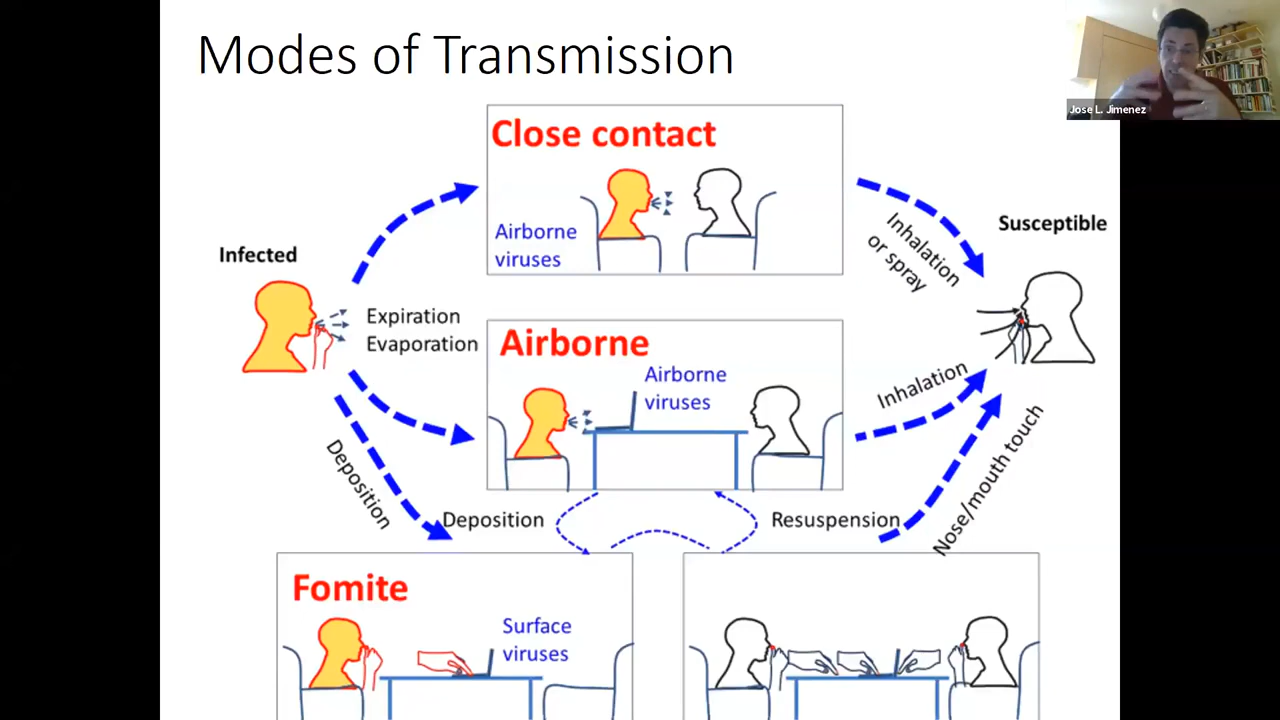 Modes of Transmission
Jose L. Jimenez
Close contact
Airborne
viruses
Inhalation
or spray
Susceptible
Infected
Expiration
Evaporation
Airborne
Airborne
viruses
Inhalation
Deposition
Deposition
Resuspension
Nose/mouth touch
Fomite
Surface
viruses